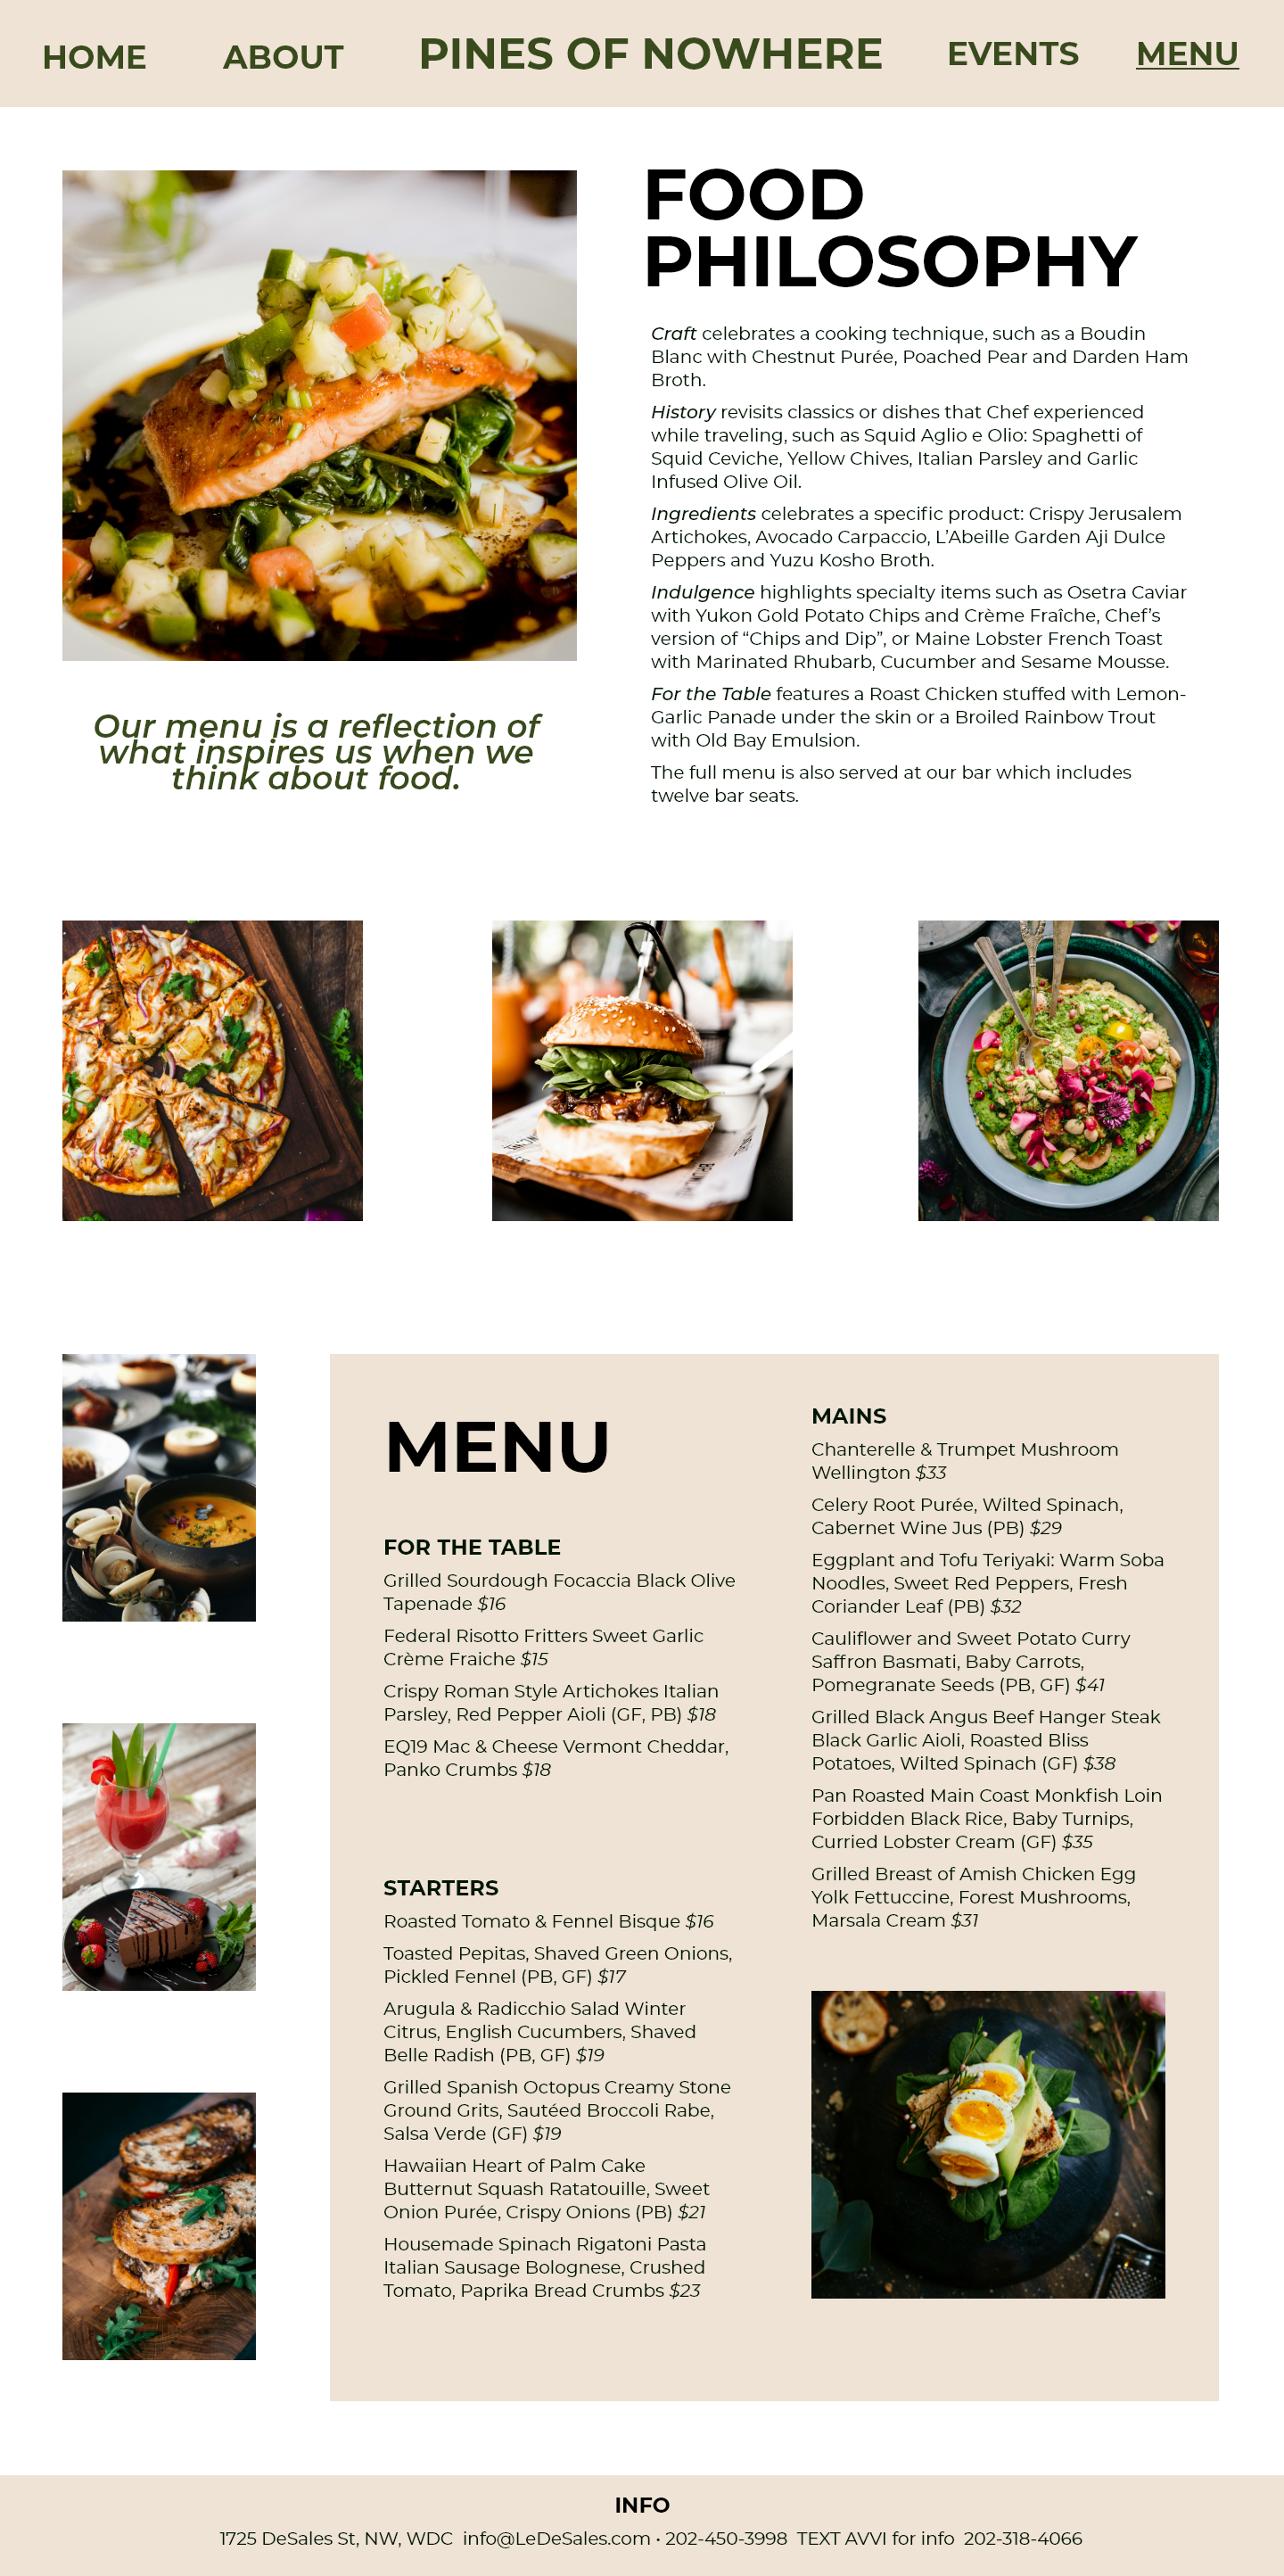 HOME ABOUT PINES OF NOWHERE EVENTS MENU
FOOD
PHILOSOPHY
Craft celebrates a cooking technique, such as a Boudin
Blanc with Chestnut Purée, Poached Pear and Darden Ham
Broth.
History revisits classics or dishes that Chef experienced
while traveling, such as Squid Aglio e Olio: Spaghetti of
Squid Ceviche, Yellow Chives, Italian Parsley and Garlic
Infused Olive Oil.
Ingredients celebrates a specific product: Crispy Jerusalem
Artichokes, Avocado Carpaccio, L’Abeille Garden Aji Dulce
Peppers and Yuzu Kosho Broth.
Indulgence highlights specialty items such as Osetra Caviar
with Yukon Gold Potato Chips and Crème Fraîche, Chef’s
version of “Chips and Dip”, or Maine Lobster French Toast
with Marinated Rhubarb, Cucumber and Sesame Mousse.
For the Table features a Roast Chicken stuffed with Lemon-
Garlic Panade under the skin or a Broiled Rainbow Trout
with Old Bay Emulsion.
The full menu is also served at our bar which includes
twelve bar seats.
Our menu is a reflection of
what inspires us when we
think about food.
MENU
FOR THE TABLE
Grilled Sourdough Focaccia Black Olive
Tapenade $16
Federal Risotto Fritters Sweet Garlic
Crème Fraiche $15
Crispy Roman Style Artichokes Italian
Parsley, Red Pepper Aioli (GF, PB) $18
EQ19 Mac & Cheese Vermont Cheddar,
Panko Crumbs $18
STARTERS
Roasted Tomato & Fennel Bisque $16
Toasted Pepitas, Shaved Green Onions,
Pickled Fennel (PB, GF) $17
Arugula & Radicchio Salad Winter
Citrus, English Cucumbers, Shaved
Belle Radish (PB, GF) $19
Grilled Spanish Octopus Creamy Stone
Ground Grits, Sautéed Broccoli Rabe,
Salsa Verde (GF) $19
Hawaiian Heart of Palm Cake
Butternut Squash Ratatouille, Sweet
Onion Purée, Crispy Onions (PB) $21
Housemade Spinach Rigatoni Pasta
Italian Sausage Bolognese, Crushed
Tomato, Paprika Bread Crumbs $23
MAINS
Chanterelle & Trumpet Mushroom
Wellington $33
Celery Root Purée, Wilted Spinach,
Cabernet Wine Jus (PB) $29
Eggplant and Tofu Teriyaki: Warm Soba
Noodles, Sweet Red Peppers, Fresh
Coriander Leaf (PB) $32
Cauliflower and Sweet Potato Curry
Saffron Basmati, Baby Carrots,
Pomegranate Seeds (PB, GF) $41
Grilled Black Angus Beef Hanger Steak
Black Garlic Aioli, Roasted Bliss
Potatoes, Wilted Spinach (GF) $38
Pan Roasted Main Coast Monkfish Loin
Forbidden Black Rice, Baby Turnips,
Curried Lobster Cream (GF) $35
Grilled Breast of Amish Chicken Egg
Yolk Fettuccine, Forest Mushrooms,
Marsala Cream $31
INFO
1725 DeSales St, NW, WDC info@LeDeSales.com • 202-450-3998 TEXT AVVI for info 202-318-4066